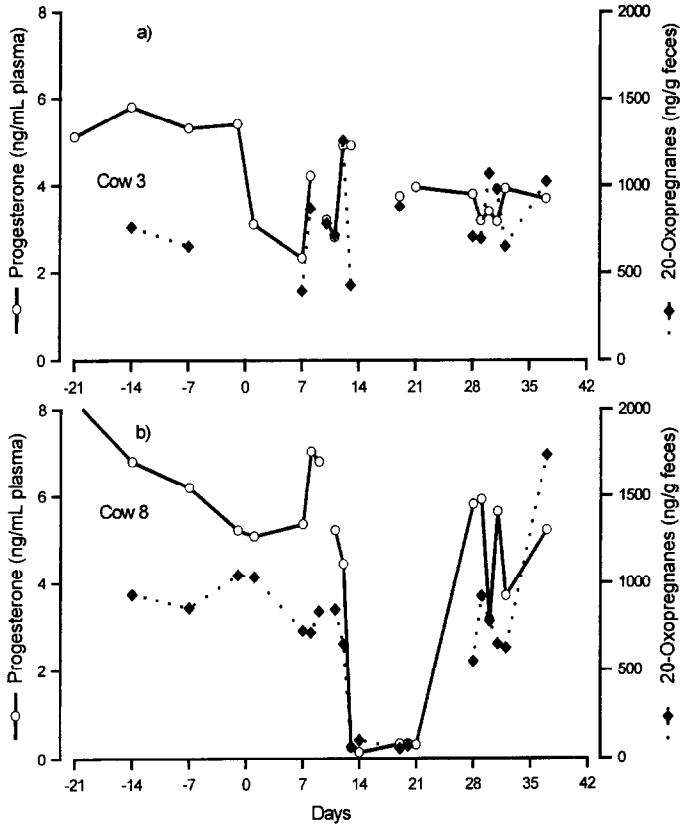 a)
Progesterone (ng/mL plasma)
8
6
4
2
0
Cow 3
20-Oxopregnanes (ng/g feces)
2000
1500
1000
500
0
-21 -14 -7 0 7 14 21 28 35 42
b)
Progesterone (ng/mL plasma)
8
6
4
2
0
Cow 8
20-Oxopregnanes (ng/g feces)
2000
1500
1000
500
0
-21 -14 -7 0 7 14 21 28 35 42
Days